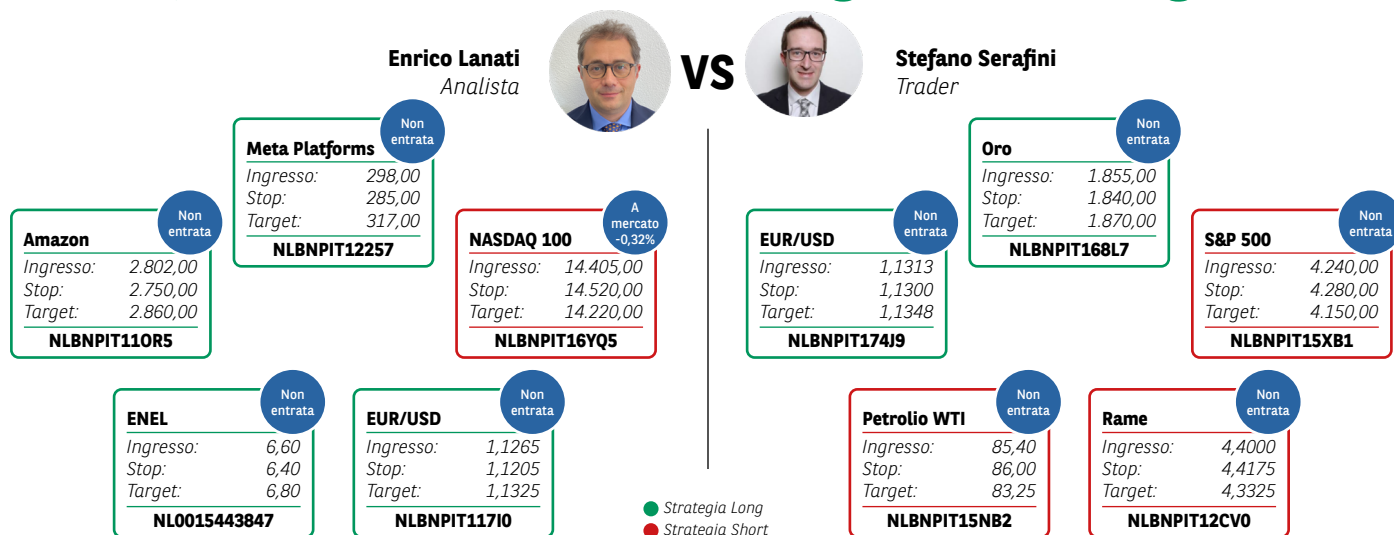 Enrico Lanati
Analista
VS
Stefano Serafini
Trader
Non
entrata
Meta Platforms
Ingresso: 298,00
Stop: 285,00
Target: 317,00
NLBNPIT12257
Non
entrata
Amazon
Ingresso: 2.802,00
Stop: 2.750,00
Target: 2.860,00
NLBNPIT11OR5
A
mercato
-0,32%
NASDAQ 100
Ingresso: 14.405,00
Stop: 14.520,00
Target: 14.220,00
NLBNPIT16YQ5
Non
entrata
ENEL
Ingresso: 6,60
Stop: 6,40
Target: 6,80
NL0015443847
Non
entrata
EUR/USD
Ingresso: 1,1265
Stop: 1,1205
Target: 1,1325
NLBNPIT117I0
Non
entrata
Oro
Ingresso: 1.855,00
Stop: 1.840,00
Target: 1.870,00
NLBNPIT168L7
Non
entrata
EUR/USD
Ingresso: 1,1313
Stop: 1,1300
Target: 1,1348
NLBNPIT174J9
Non
entrata
S&P 500
Ingresso: 4.240,00
Stop: 4.280,00
Target: 4.150,00
NLBNPIT15XB1
Non
entrata
Petrolio WTI
Ingresso: 85,40
Stop: 86,00
Target: 83,25
NLBNPIT15NB2
Non
entrata
Rame
Ingresso: 4,4000
Stop: 4,4175
Target: 4,3325
NLBNPIT12CV0
Strategia Long
Strategia Short